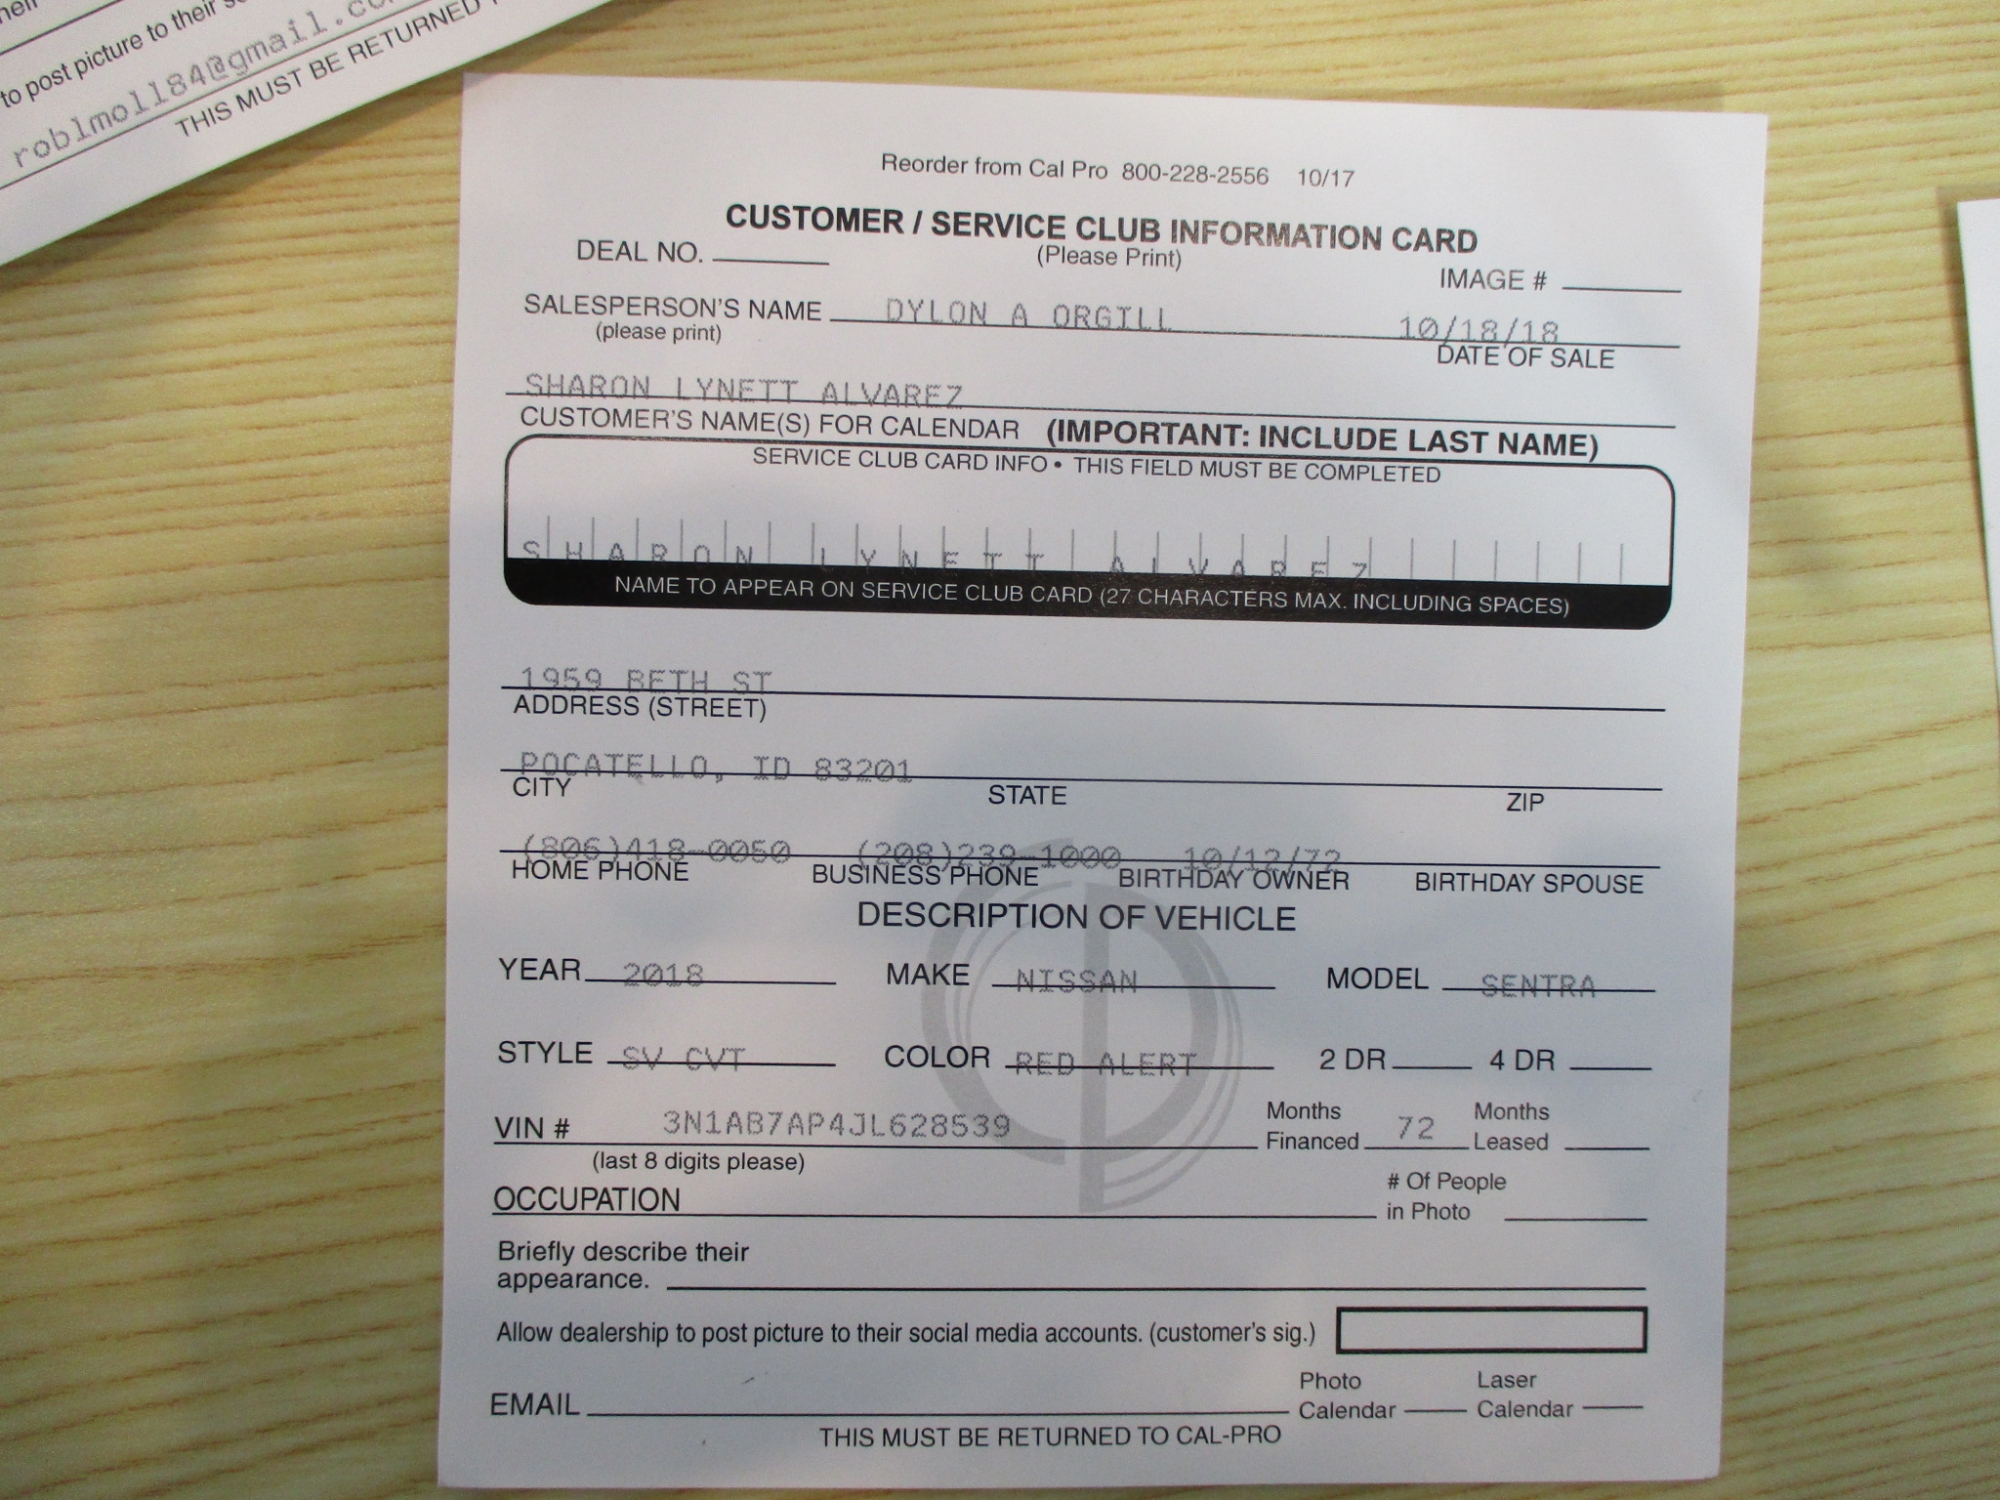 to post picture to their
roblmoll84@gmail.co
THIS MUST BE RETURNED
Reorder from Cal Pro 800-228-2556 10/17
CUSTOMER / SERVICE CLUB INFORMATION CARD
DEAL NO. (Please Print) IMAGE #
SALESPERSON'S NAME DYLON A ORGILL 10/18/18
(please print) DATE OF SALE
SHARON LYNETT ALVAREZ
CUSTOMER'S NAME(S) FOR CALENDAR (IMPORTANT: INCLUDE LAST NAME)
SERVICE CLUB CARD INFO • THIS FIELD MUST BE COMPLETED
SHARON LYNETT ALVAREZ
NAME TO APPEAR ON SERVICE CLUB CARD (27 CHARACTERS MAX. INCLUDING SPACES)
1959 BETH ST
ADDRESS (STREET)
POCATELLO, ID 83201
CITY STATE ZIP
(806)418-0050 (208)239-1000 10/12/72
HOME PHONE BUSINESS PHONE BIRTHDAY OWNER BIRTHDAY SPOUSE
DESCRIPTION OF VEHICLE
YEAR 2018 MAKE NISSAN MODEL SENTRA
STYLE SV CVT COLOR RED ALERT 2 DR 4 DR
VIN # 3N1AB7AP4JL628539 Months Financed 72 Months Leased
(last 8 digits please)
OCCUPATION # Of People in Photo
Briefly describe their
appearance.
Allow dealership to post picture to their social media accounts. (customer's sig.)
EMAIL Photo Calendar Laser Calendar
THIS MUST BE RETURNED TO CAL-PRO